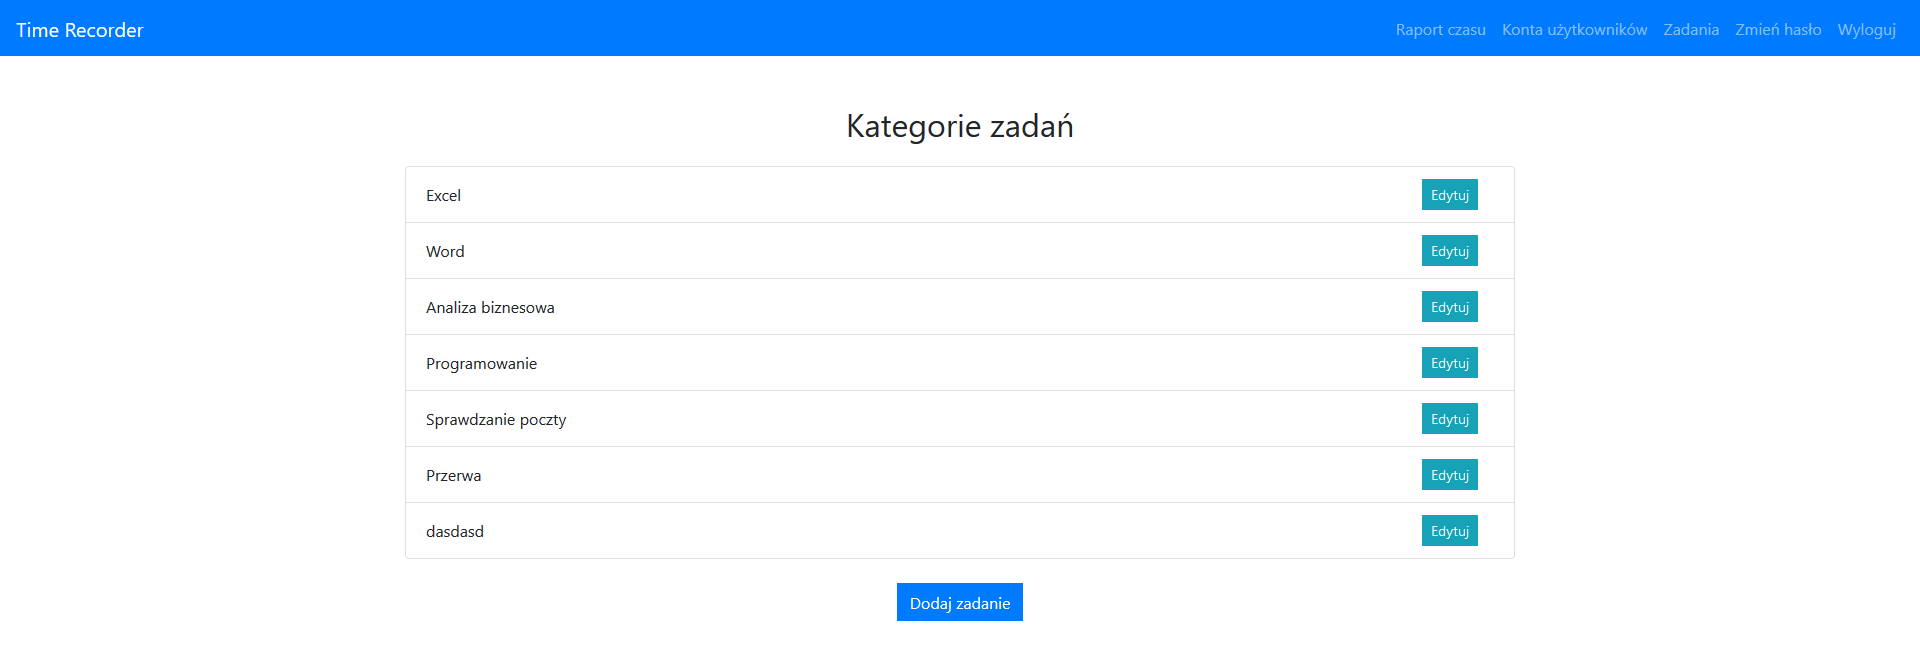 Time Recorder Raport czasu Konta użytkowników Zadania Zmień hasło Wyloguj
Kategorie zadań
Excel Edytuj
Word Edytuj
Analiza biznesowa Edytuj
Programowanie Edytuj
Sprawdzanie poczty Edytuj
Przerwa Edytuj
dasdasd Edytuj
Dodaj zadanie